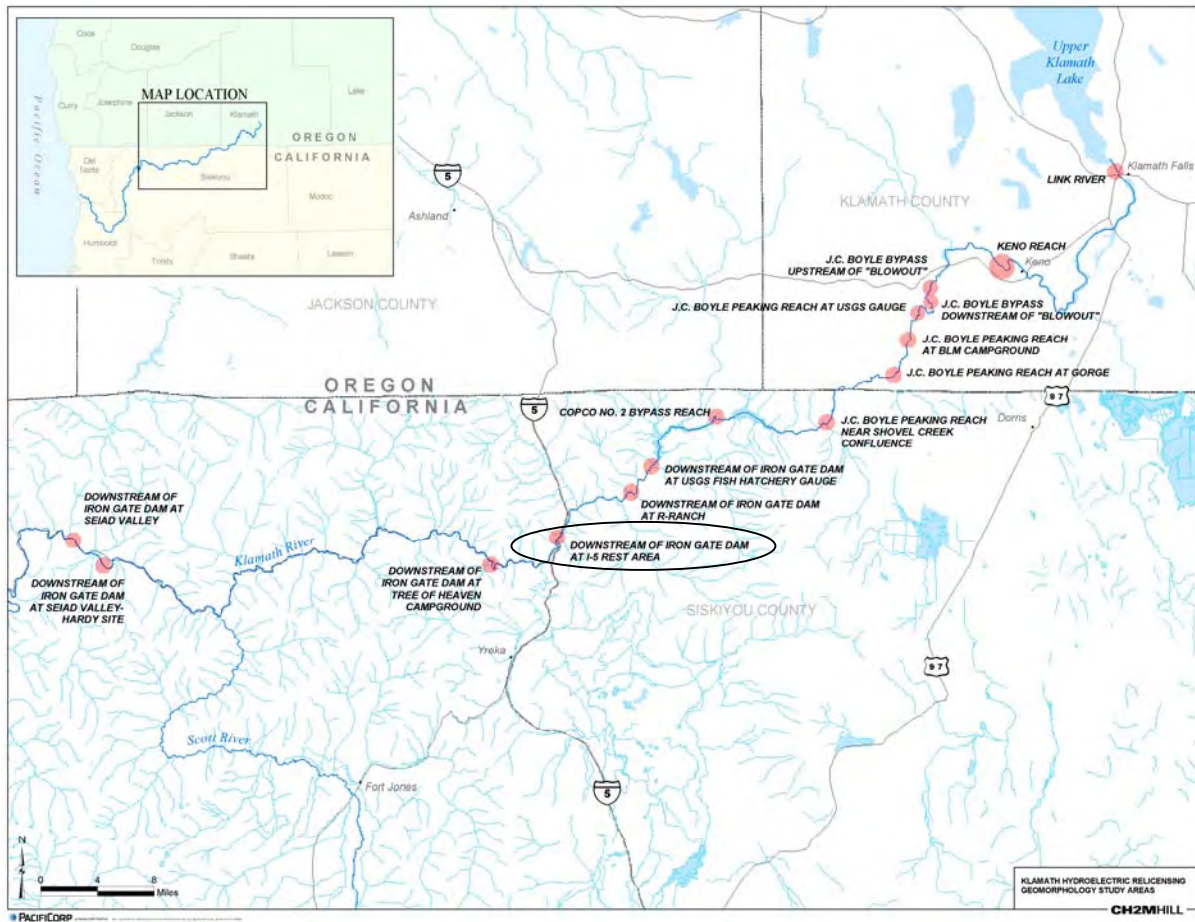 Coos
Douglas
Curry
Josephine
MAP LOCATION
Jackson
Klamath
Lake
OREGON
CALIFORNIA
Pacific Ocean
Del
Norte
Siskiyou
Modoc
Humboldt
Trinity
Shasta
Lassen
Upper
Klamath
Lake
5
Ashland
Klamath Falls
LINK RIVER
KLAMATH COUNTY
KENO REACH
Keno
J.C. BOYLE BYPASS
UPSTREAM OF "BLOWOUT"
JACKSON COUNTY
J.C. BOYLE PEAKING REACH AT USGS GAUGE
J.C. BOYLE BYPASS
DOWNSTREAM OF "BLOWOUT"
J.C. BOYLE PEAKING REACH
AT BLM CAMPGROUND
J.C. BOYLE PEAKING REACH AT GORGE
OREGON
CALIFORNIA
5
97
COPCO NO. 2 BYPASS REACH
J.C. BOYLE PEAKING REACH
NEAR SHOVEL CREEK
CONFLUENCE
Dorris
DOWNSTREAM OF IRON GATE DAM
AT USGS FISH HATCHERY GAUGE
DOWNSTREAM OF IRON GATE DAM
AT R-RANCH
DOWNSTREAM OF
IRON GATE DAM AT
SEIAD VALLEY
Klamath River
DOWNSTREAM OF IRON GATE DAM
AT I-5 REST AREA
DOWNSTREAM OF
IRON GATE DAM
AT SEIAD VALLEY-
HARDY SITE
DOWNSTREAM OF
IRON GATE DAM AT
TREE OF HEAVEN
CAMPGROUND
SISKIYOU COUNTY
Yreka
97
Scott River
Fort Jones
5
N
0 4 8
Miles
KLAMATH HYDROELECTRIC RELICENSING
GEOMORPHOLOGY STUDY AREAS
PACIFICORP
CH2MHILL